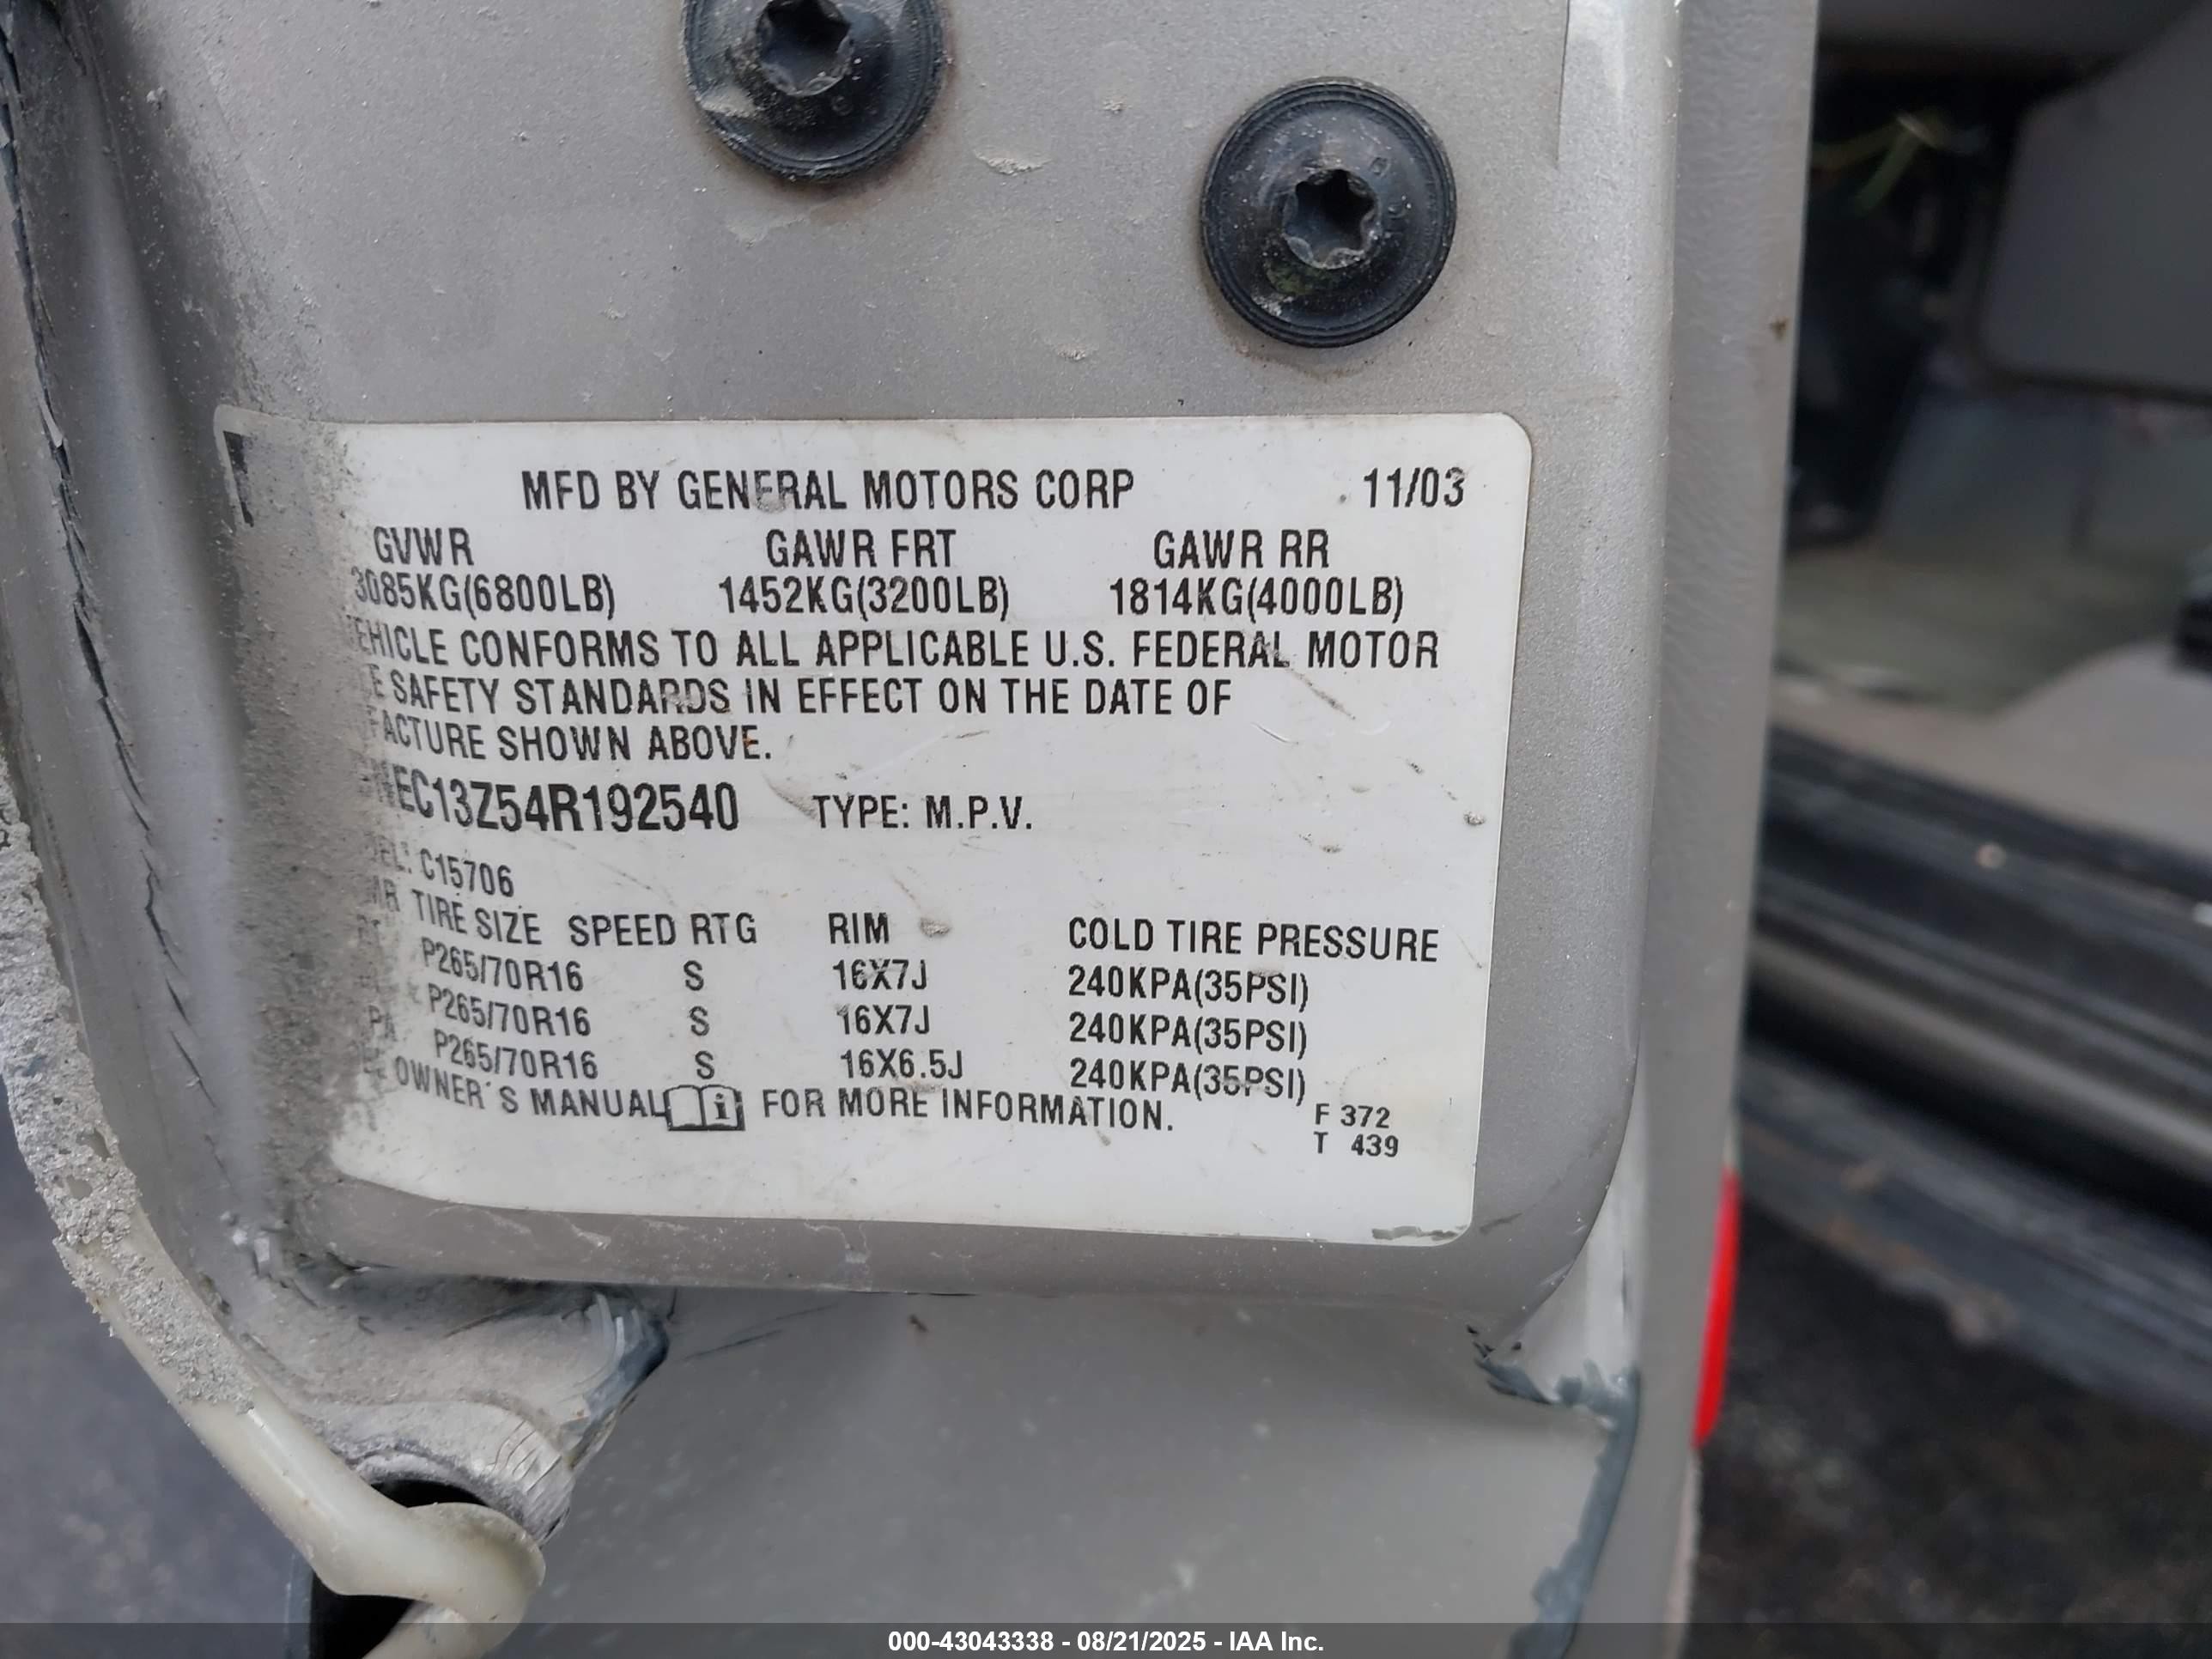 MFD BY GENERAL MOTORS CORP 11/03
GVWR GAWR FRT GAWR RR
3085KG(6800LB) 1452KG(3200LB) 1814KG(4000LB)
VEHICLE CONFORMS TO ALL APPLICABLE U.S. FEDERAL MOTOR
SAFETY STANDARDS IN EFFECT ON THE DATE OF
FACTURE SHOWN ABOVE.
EC13Z54R192540 TYPE: M.P.V.
C15706
TIRE SIZE SPEED RTG RIM COLD TIRE PRESSURE
P265/70R16 S 16X7J 240KPA(35PSI)
P265/70R16 S 16X7J 240KPA(35PSI)
P265/70R16 S 16X6.5J 240KPA(35PSI)
OWNER'S MANUAL FOR MORE INFORMATION.
F 372
T 439
000-43043338 - 08/21/2025 - IAA Inc.